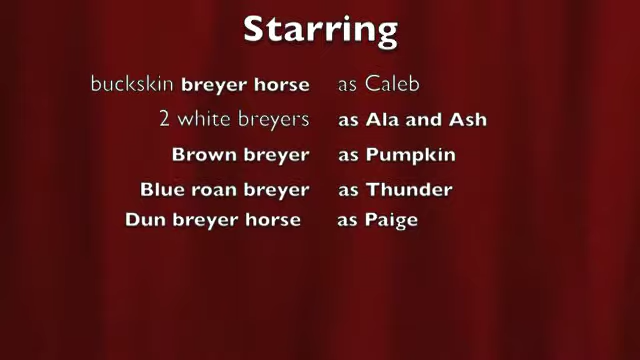 Starring
buckskin breyer horse as Caleb
2 white breyers as Ala and Ash
Brown breyer as Pumpkin
Blue roan breyer as Thunder
Dun breyer horse as Paige